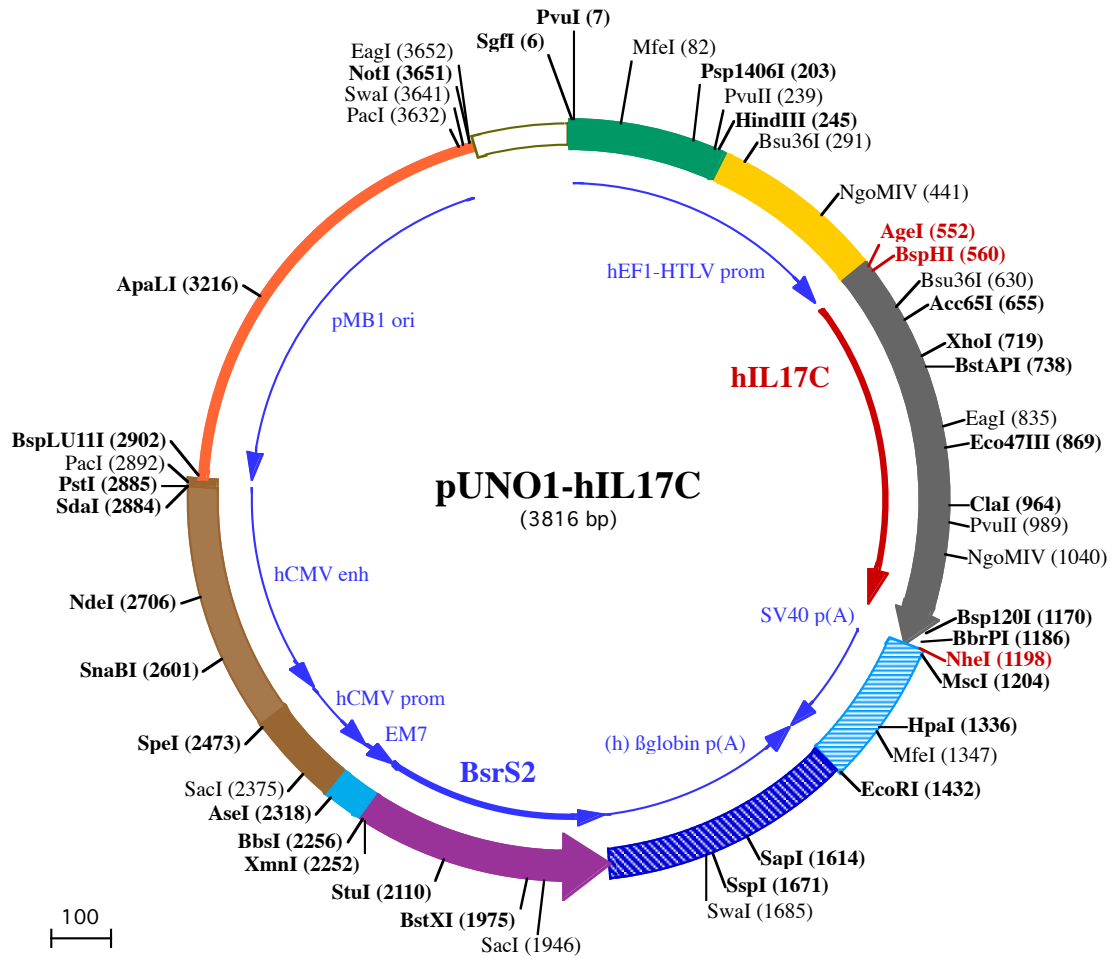 PvuI (7)
SgfI (6)
MfeI (82)
EagI (3652)
NotI (3651)
SwaI (3641)
PacI (3632)
Psp1406I (203)
PvuII (239)
HindIII (245)
Bsu36I (291)
NgoMIV (441)
AgeI (552)
BspHI (560)
Bsu36I (630)
Acc65I (655)
XhoI (719)
BstAPI (738)
EagI (835)
Eco47III (869)
ClaI (964)
PvuII (989)
NgoMIV (1040)
Bsp120I (1170)
BbrPI (1186)
NheI (1198)
MscI (1204)
HpaI (1336)
MfeI (1347)
EcoRI (1432)
SapI (1614)
SspI (1671)
SwaI (1685)
SacI (1946)
BstXI (1975)
StuI (2110)
XmnI (2252)
BbsI (2256)
AseI (2318)
SacI (2375)
SpeI (2473)
SnaBI (2601)
NdeI (2706)
SdaI (2884)
PstI (2885)
PacI (2892)
BspLU11I (2902)
ApaLI (3216)
hEF1-HTLV prom
pMB1 ori
hIL17C
pUNO1-hIL17C
(3816 bp)
hCMV enh
SV40 p(A)
hCMV prom
EM7
(h) ßglobin p(A)
BsrS2
100